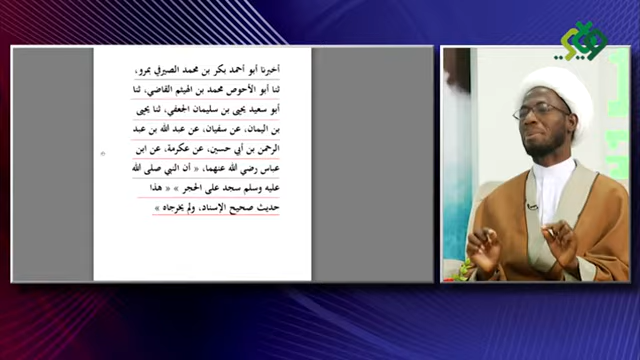 أخبرنا أبو أحمد بكر بن محمد الصيرفي بمرو،
ثنا أبو الأحوص محمد بن الهيثم القاضي، ثنا
أبو سعيد يحيى بن سليمان الجعفي، ثنا يحيى
بن اليمان، عن سفيان، عن عبد الله بن عبد
الرحمن بن أبي حسين، عن عكرمة، عن ابن
عباس رضي الله عنهما، « أن النبي صلى الله
عليه وسلم سجد على الحجر » « هذا
حديث صحيح الإسناد، ولم يخرجاه »